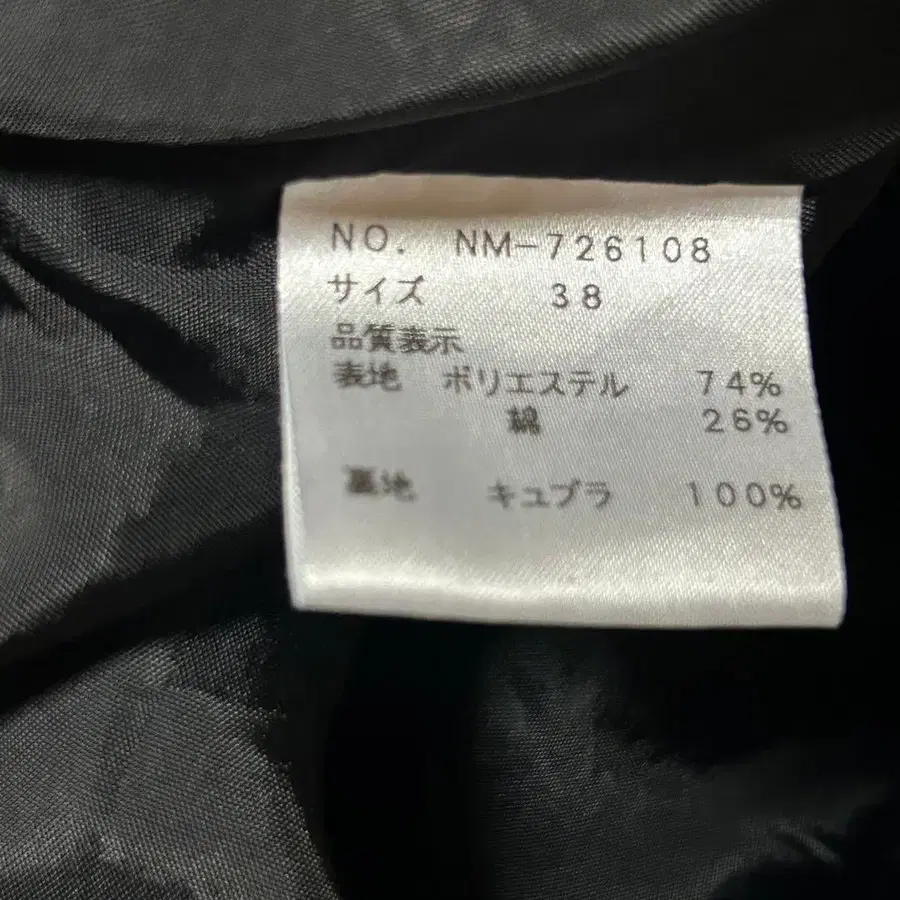 NO. NM-726108
サイズ 38
品質表示
表地 ポリエステル 74%
綿 26%
裏地 キュプラ 100%